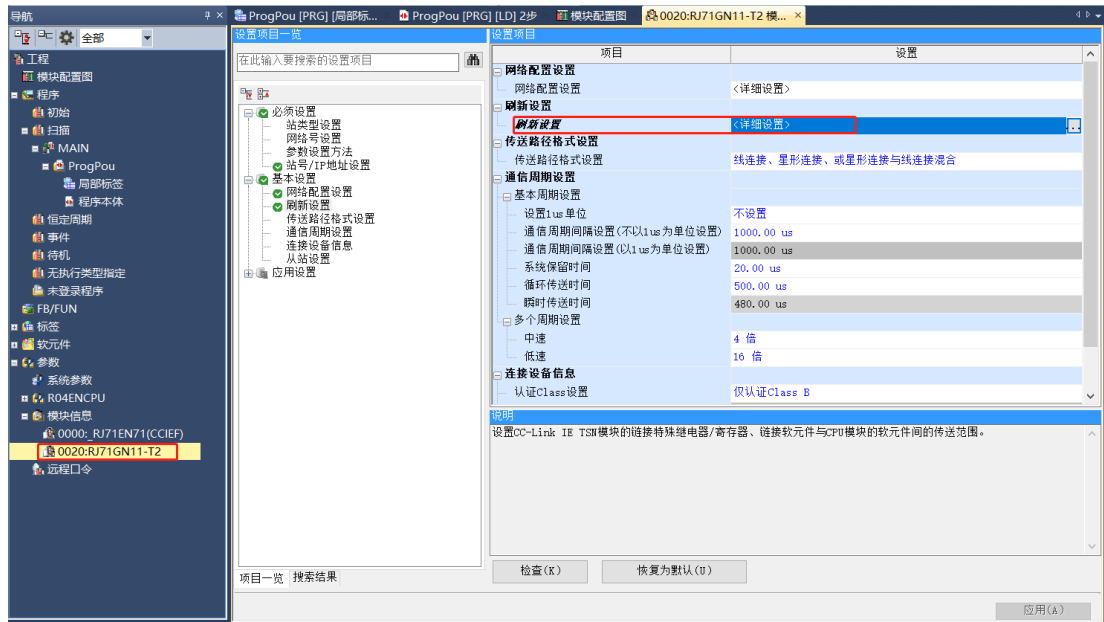 导航
ProgPou [PRG] [局部标...
ProgPou [PRG] [LD] 2步
模块配置图
0020:RJ71GN11-T2 模...
全部
工程
模块配置图
程序
初始
扫描
MAIN
ProgPou
局部标签
程序本体
恒定周期
事件
待机
无执行类型指定
未登录程序
FB/FUN
标签
软元件
参数
系统参数
R04ENCPU
模块信息
0000:_RJ71EN71(CCIEF)
0020:RJ71GN11-T2
远程口令
设置项目一览
在此输入要搜索的设置项目
必须设置
站类型设置
网络号设置
参数设置方法
站号/IP地址设置
基本设置
网络配置设置
刷新设置
传送路径格式设置
通信周期设置
连接设备信息
从站设置
应用设置
项目一览 搜索结果
设置项目
项目 设置
网络配置设置
网络配置设置 <详细设置>
刷新设置
刷新设置 <详细设置> ...
传送路径格式设置
传送路径格式设置 线连接、星形连接、或星形连接与线连接混合
通信周期设置
基本周期设置
设置1us单位 不设置
通信周期间隔设置(不以1us为单位设置) 1000.00 us
通信周期间隔设置(以1us为单位设置) 1000.00 us
系统保留时间 20.00 us
循环传送时间 500.00 us
瞬时传送时间 480.00 us
多个周期设置
中速 4 倍
低速 16 倍
连接设备信息
认证Class设置 仅认证Class B
说明
设置CC-Link IE TSN模块的链接特殊继电器/寄存器、链接软元件与CPU模块的软元件间的传送范围。
检查(K) 恢复为默认(U)
应用(A)